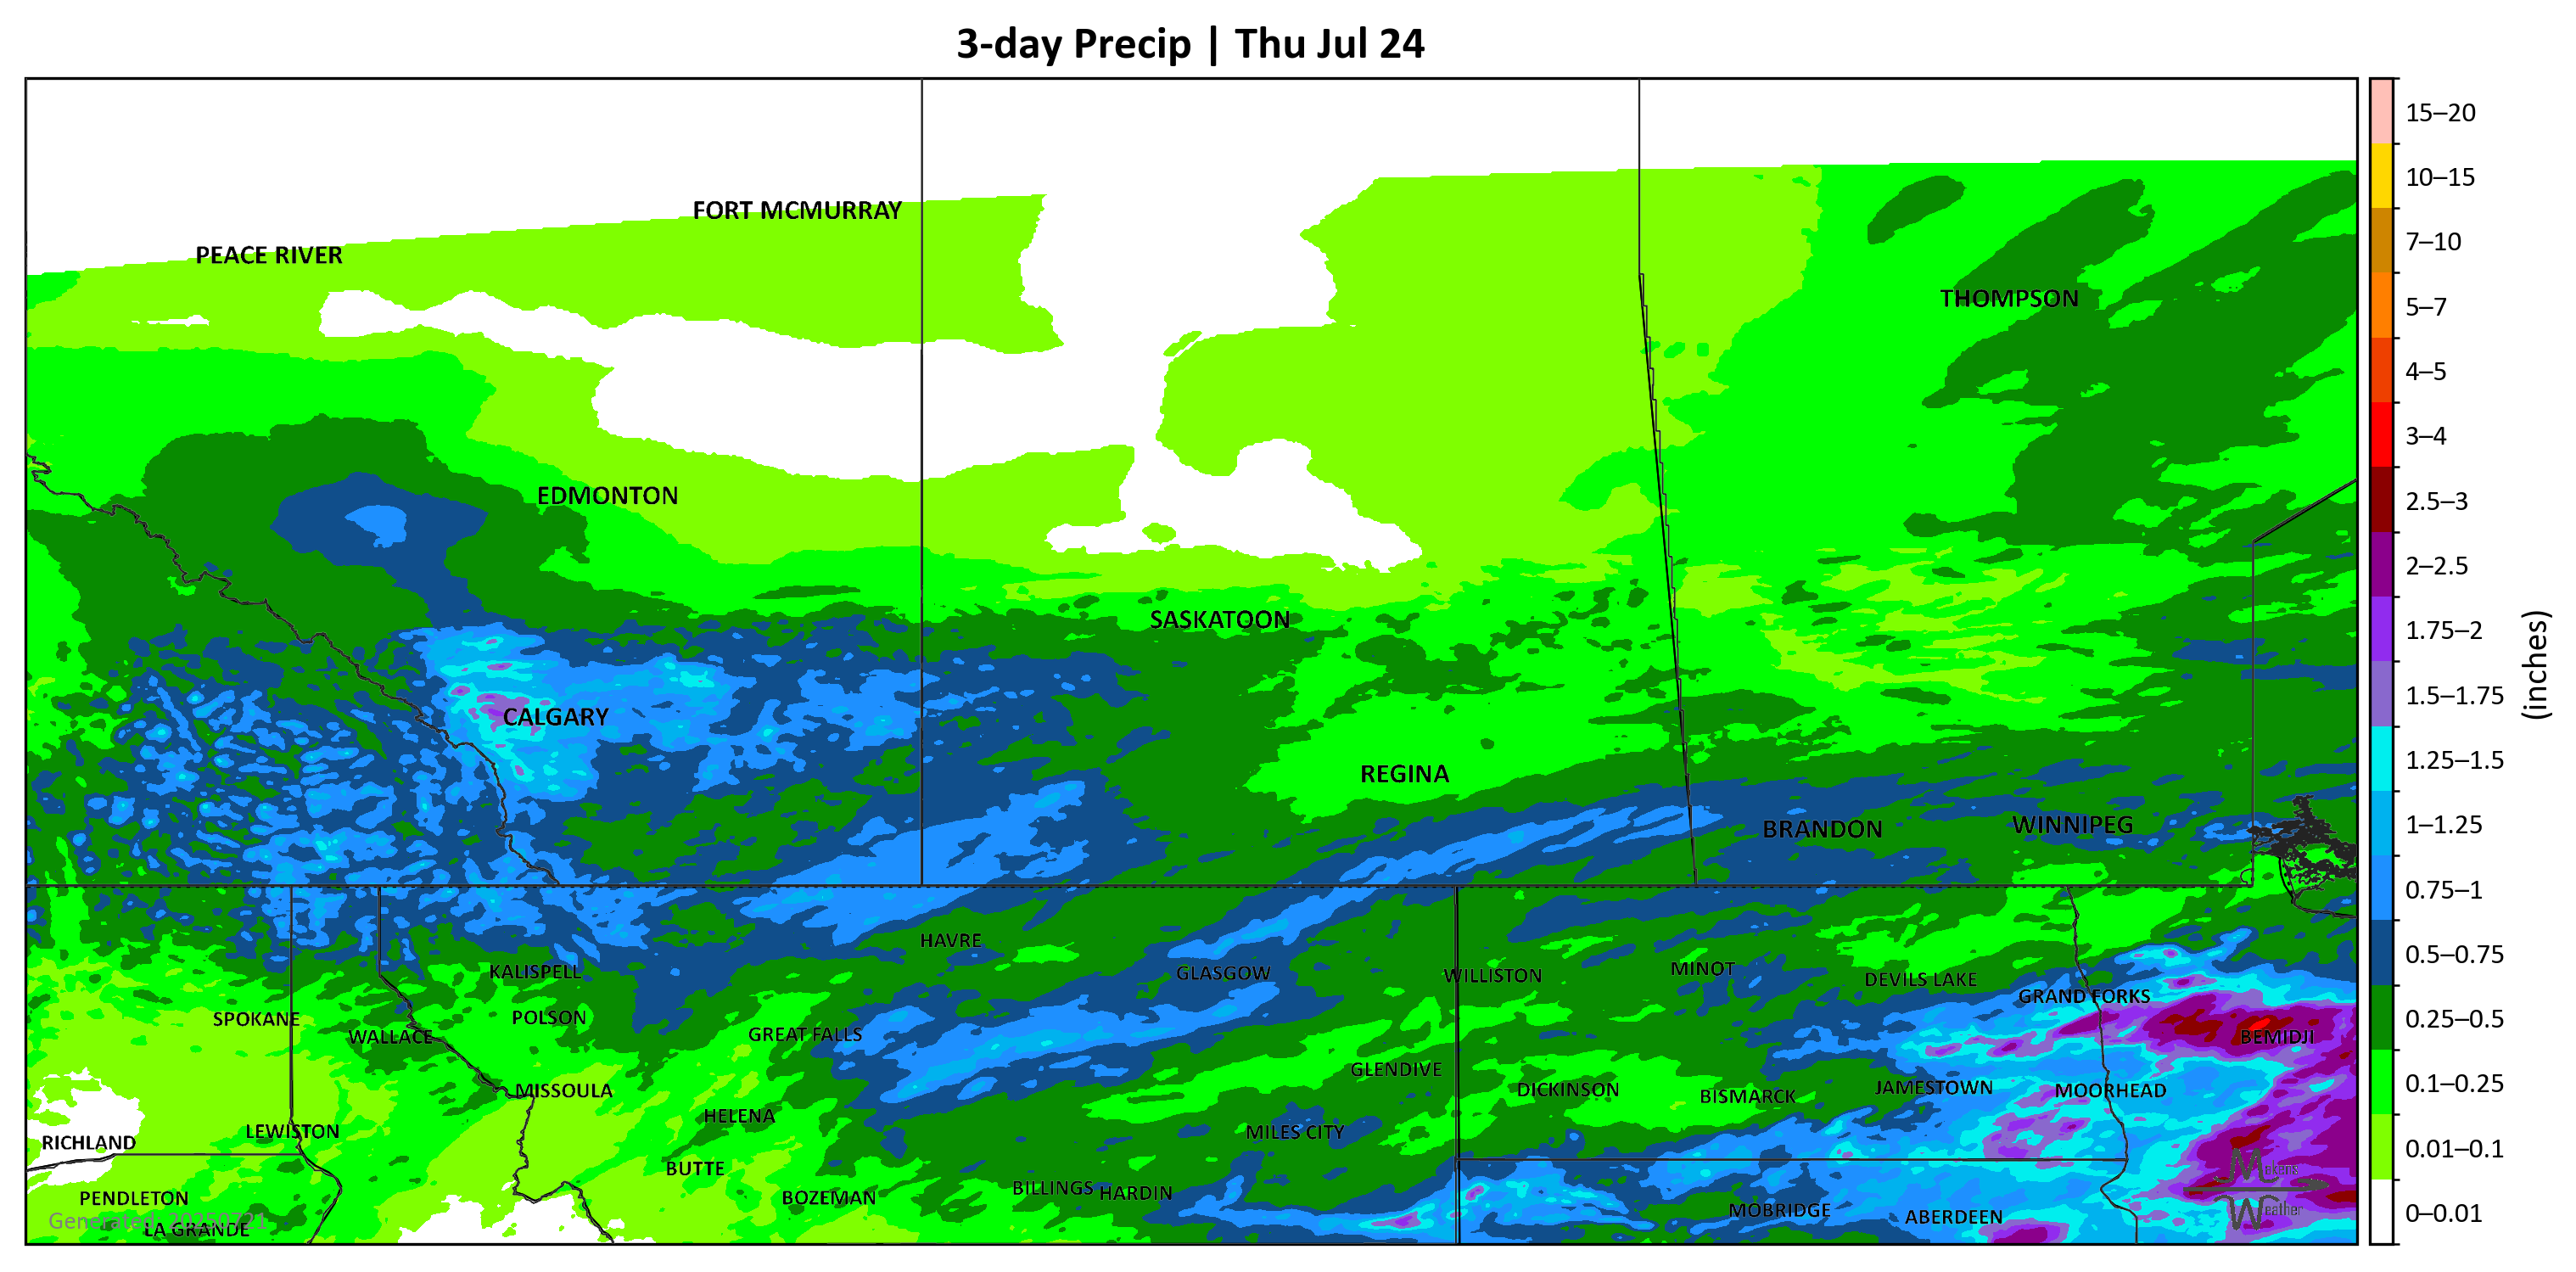 3-day Precip | Thu Jul 24
FORT MCMURRAY
PEACE RIVER
THOMPSON
EDMONTON
SASKATOON
CALGARY
REGINA
BRANDON
WINNIPEG
HAVRE
KALISPELL
GLASGOW
WILLISTON
MINOT
DEVILS LAKE
GRAND FORKS
SPOKANE
POLSON
WALLACE
GREAT FALLS
BEMIDJI
GLENDIVE
MISSOULA
DICKINSON
BISMARCK
JAMESTOWN
MOORHEAD
HELENA
LEWISTON
MILES CITY
RICHLAND
BUTTE
PENDLETON
BOZEMAN
BILLINGS
HARDIN
MOBRIDGE
ABERDEEN
Generated: 20250721
LA GRANDE
Weather
15–20
10–15
7–10
5–7
4–5
3–4
2.5–3
2–2.5
1.75–2
1.5–1.75
1.25–1.5
1–1.25
0.75–1
0.5–0.75
0.25–0.5
0.1–0.25
0.01–0.1
0–0.01
(inches)